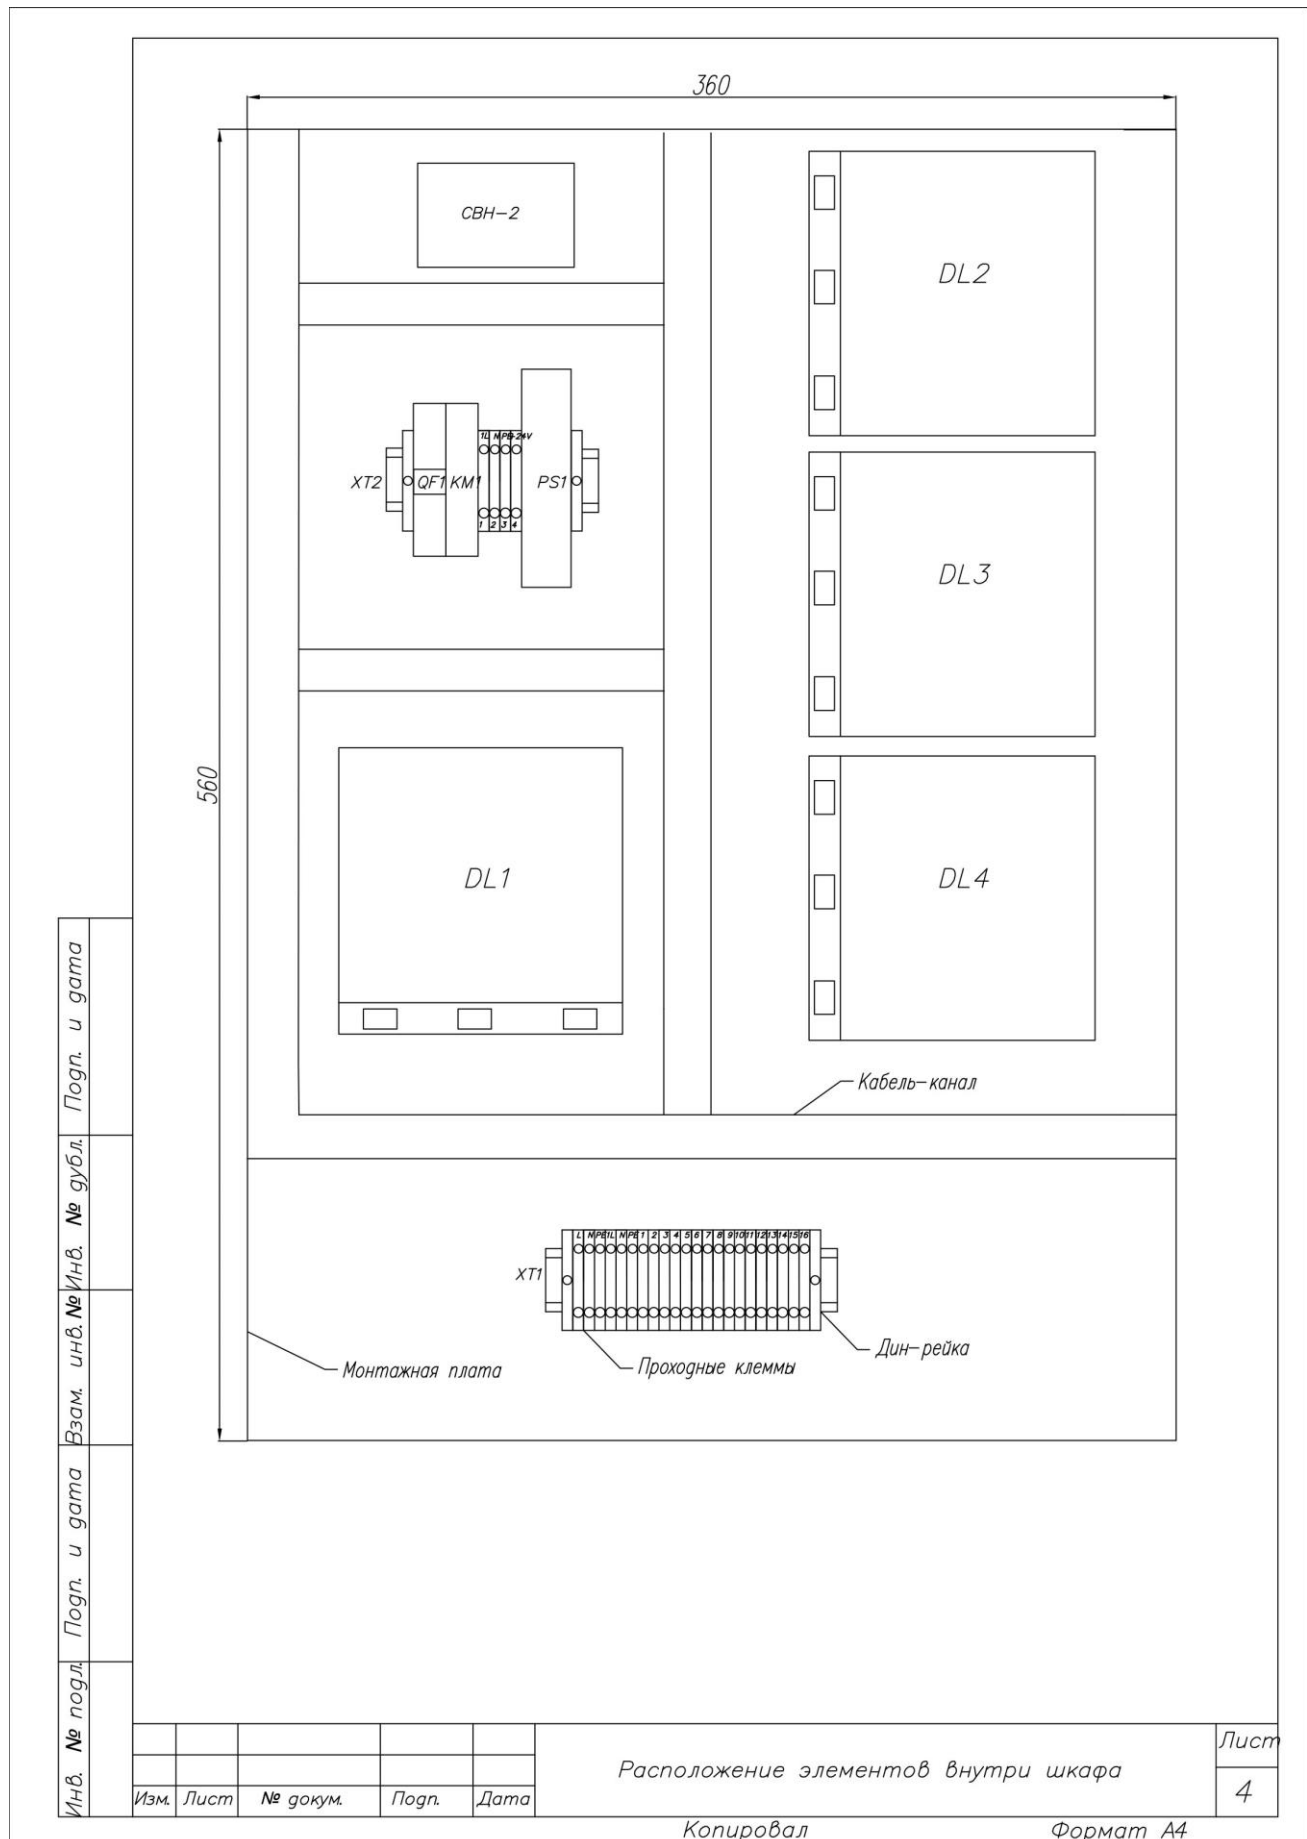 360
560
СВН-2
DL2
1L N PE -24V
XT2 QF1 KM1 PS1
1 2 3 4
DL3
DL1
DL4
Кабель-канал
L N PE 1L N PE 1 2 3 4 5 6 7 8 9 10 11 12 13 14 15 16
XT1
Дин-рейка
Проходные клеммы
Монтажная плата
Подп. и дата
Инв. № дубл.
Взам. инв. №
Подп. и дата
Инв. № подл.
Изм. Лист № докум. Подп. Дата
Расположение элементов внутри шкафа
Лист
4
Копировал Формат А4